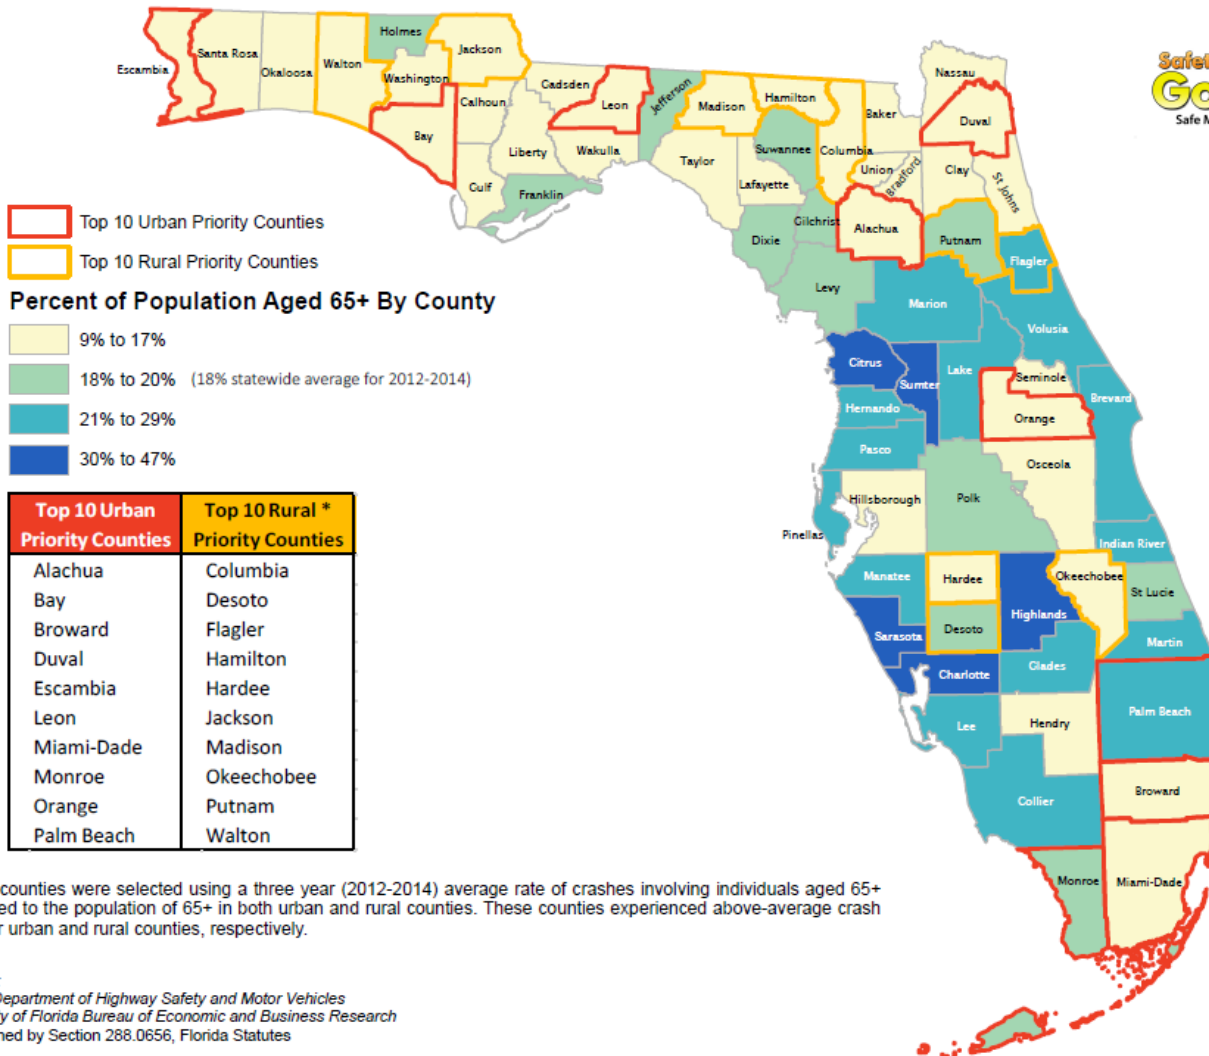 Safet
Go
Safe M
Holmes
Jackson
Escambia
Santa Rosa
Okaloosa
Walton
Washington
Calhoun
Bay
Gadsden
Leon
Jefferson
Madison
Hamilton
Nassau
Baker
Duval
Liberty
Wakulla
Gulf
Franklin
Taylor
Suwannee
Lafayette
Columbia
Union
Bradford
Clay
St Johns
Top 10 Urban Priority Counties
Top 10 Rural Priority Counties
Dixie
Gilchrist
Alachua
Putnam
Flagler
Levy
Marion
Volusia
Percent of Population Aged 65+ By County
9% to 17%
18% to 20% (18% statewide average for 2012-2014)
21% to 29%
30% to 47%
Citrus
Sumter
Lake
Seminole
Orange
Brevard
Hernando
Pasco
Osceola
Hillsborough
Polk
Pinellas
Indian River
Manatee
Hardee
Okeechobee
Highlands
St Lucie
Sarasota
Desoto
Martin
Charlotte
Glades
Lee
Hendry
Palm Beach
Collier
Broward
Monroe
Miami-Dade
Top 10 Urban Priority Counties
Top 10 Rural * Priority Counties
Alachua Columbia
Bay Desoto
Broward Flagler
Duval Hamilton
Escambia Hardee
Leon Jackson
Miami-Dade Madison
Monroe Okeechobee
Orange Putnam
Palm Beach Walton
counties were selected using a three year (2012-2014) average rate of crashes involving individuals aged 65+
ed to the population of 65+ in both urban and rural counties. These counties experienced above-average crash
r urban and rural counties, respectively.
Department of Highway Safety and Motor Vehicles
y of Florida Bureau of Economic and Business Research
ned by Section 288.0656, Florida Statutes